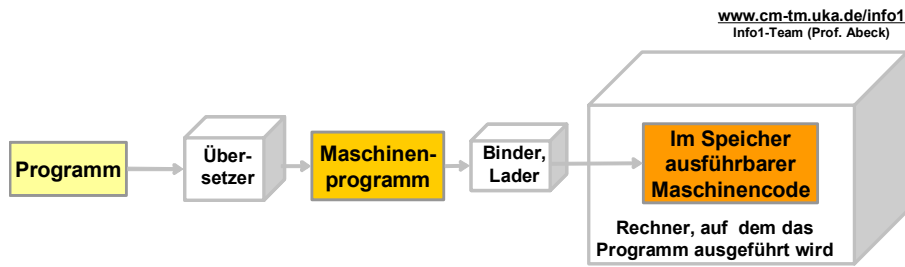 www.cm-tm.uka.de/info1
Info1-Team (Prof. Abeck)
Programm
Über-
setzer
Maschinen-
programm
Binder,
Lader
Im Speicher
ausführbarer
Maschinencode
Rechner, auf dem das
Programm ausgeführt wird